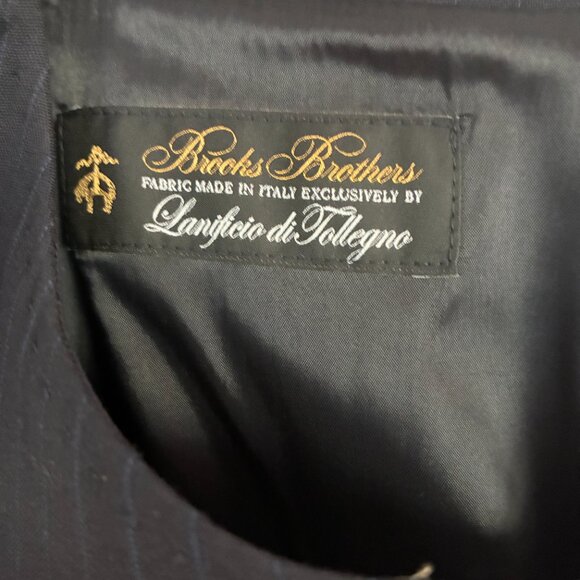 Brooks Brothers
FABRIC MADE IN ITALY EXCLUSIVELY BY
Lanificio di Tollegno